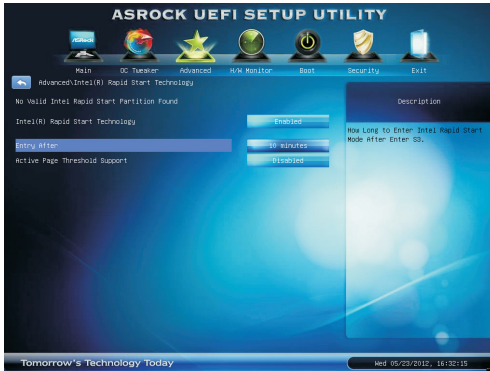 ASROCK UEFI SETUP UTILITY
ASRock
Main OC Tweaker Advanced H/W Monitor Boot Security Exit
Advanced\Intel(R) Rapid Start Technology
No Valid Intel Rapid Start Partition Found
Intel(R) Rapid Start Technology Enabled
Entry After 10 minutes
Active Page Threshold Support Disabled
Description
How Long to Enter Intel Rapid Start
Mode After Enter S3.
Tomorrow's Technology Today
Wed 05/23/2012, 16:32:15